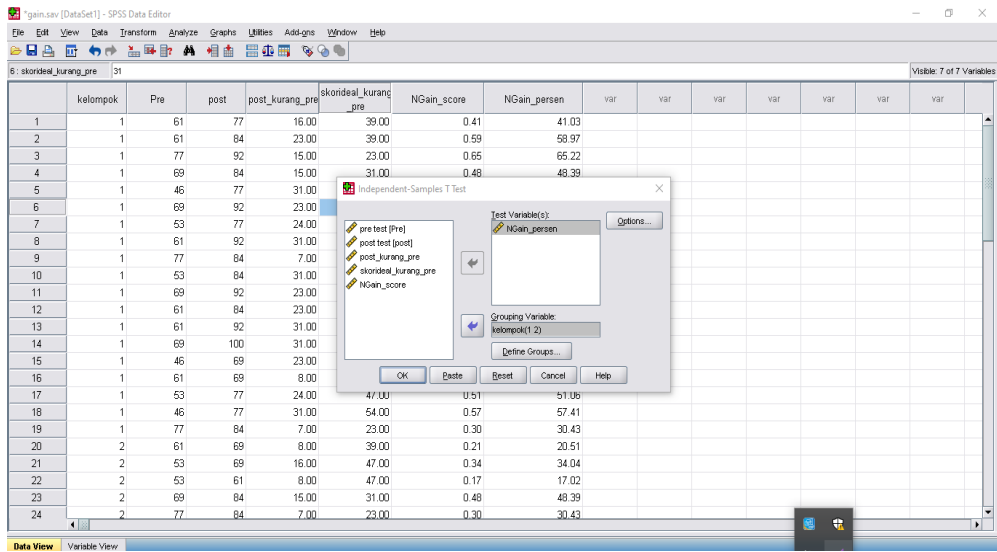 *gain.sav [DataSet1] - SPSS Data Editor
File Edit View Data Transform Analyze Graphs Utilities Add-ons Window Help
6 : skorideal_kurang_pre 31 Visible: 7 of 7 Variables
kelompok Pre post post_kurang_pre skorideal_kurang_pre NGain_score NGain_persen var var var var var var var
1 1 61 77 16.00 39.00 0.41 41.03
2 1 61 84 23.00 39.00 0.59 58.97
3 1 77 92 15.00 23.00 0.65 65.22
4 1 69 84 15.00 31.00 0.48 48.39
5 1 46 77 31.00
6 1 69 92 23.00
7 1 53 77 24.00
8 1 61 92 31.00
9 1 77 84 7.00
10 1 53 84 31.00
11 1 69 92 23.00
12 1 61 84 23.00
13 1 61 92 31.00
14 1 69 100 31.00
15 1 46 69 23.00
16 1 61 69 8.00
17 1 53 77 24.00 47.00 0.51 51.06
18 1 46 77 31.00 54.00 0.57 57.41
19 1 77 84 7.00 23.00 0.30 30.43
20 2 61 69 8.00 39.00 0.21 20.51
21 2 53 69 16.00 47.00 0.34 34.04
22 2 53 61 8.00 47.00 0.17 17.02
23 2 69 84 15.00 31.00 0.48 48.39
24 2 77 84 7.00 23.00 0.30 30.43
Independent-Samples T Test
pre test [Pre]
post test [post]
post_kurang_pre
skorideal_kurang_pre
NGain_score
Test Variable(s):
NGain_persen
Options...
Grouping Variable:
kelompok(1 2)
Define Groups...
OK Paste Reset Cancel Help
Data View Variable View